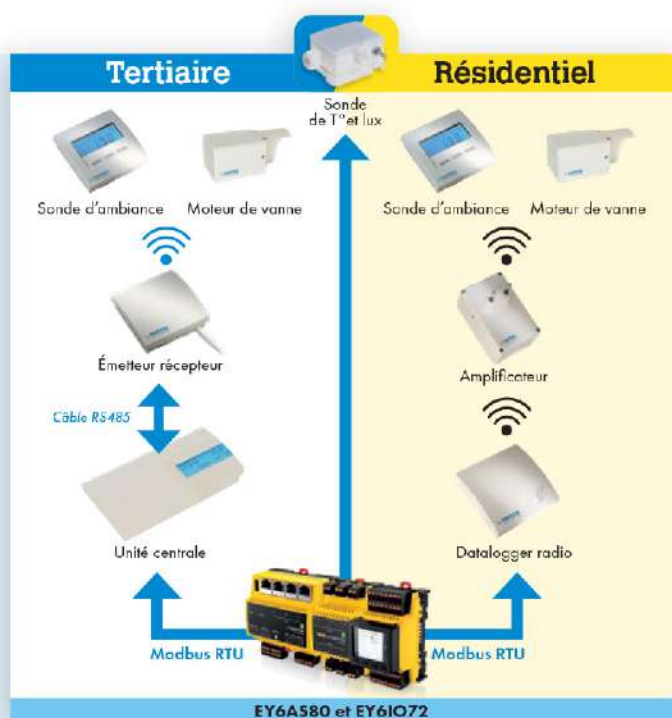 Tertiaire
Résidentiel
Sonde
de T° et lux
Sonde d'ambiance
Moteur de vanne
Sonde d'ambiance
Moteur de vanne
Émetteur récepteur
Amplificateur
Câble RS485
Unité centrale
Datalogger radio
Modbus RTU
Modbus RTU
EY6AS80 et EY6IO72